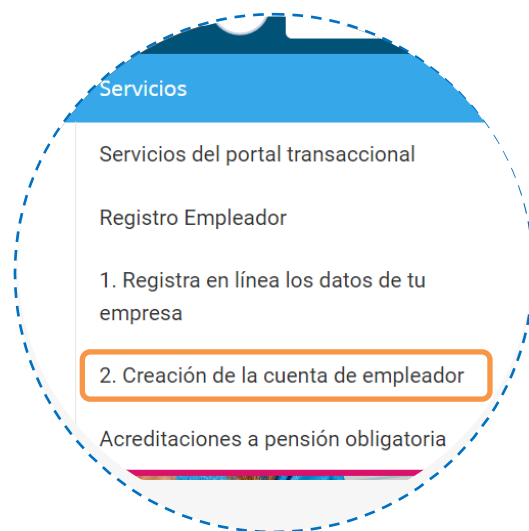 Servicios
Servicios del portal transaccional
Registro Empleador
1. Registra en línea los datos de tu
empresa
2. Creación de la cuenta de empleador
Acreditaciones a pensión obligatoria